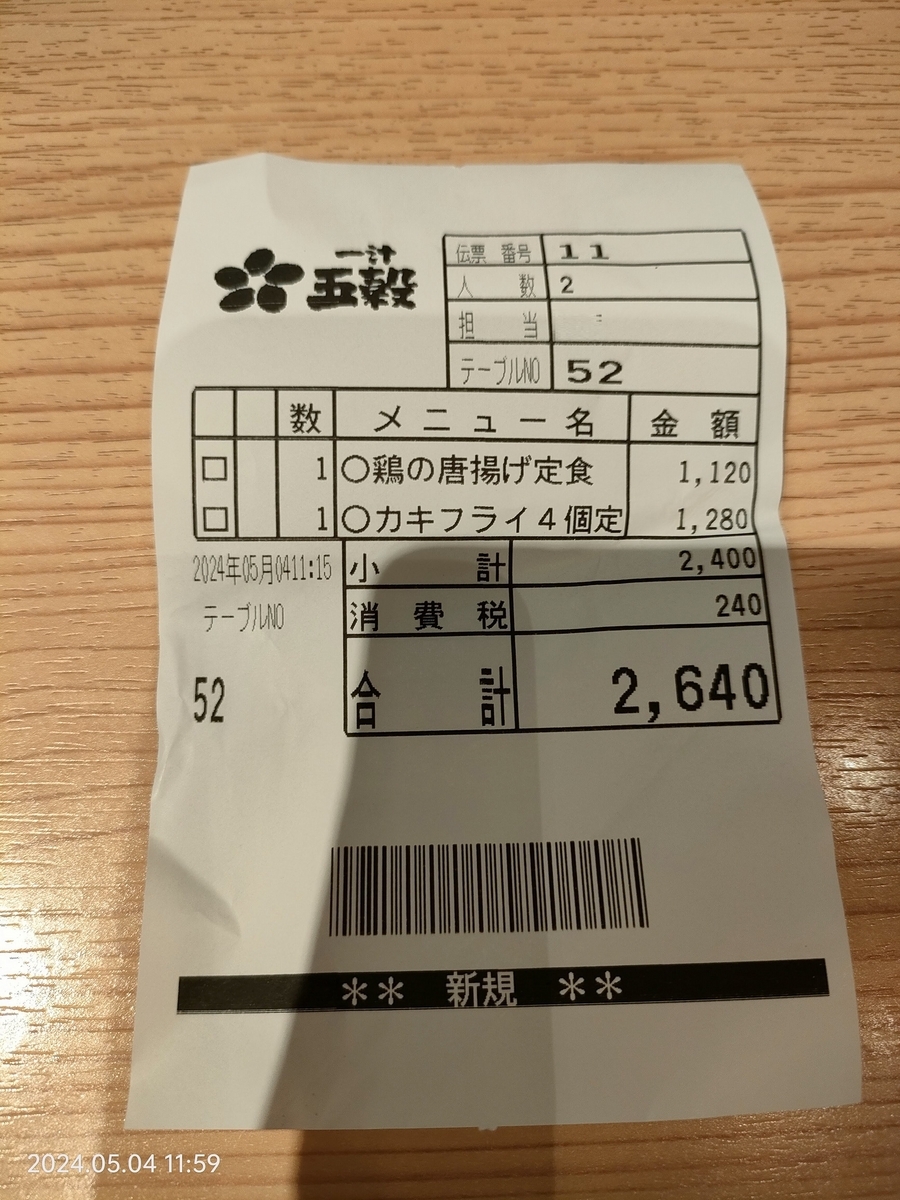 一汁
五穀
伝票番号 11
人数 2
担当
テーブルNO 52
数 メニュー名 金額
□ 1 〇鶏の唐揚げ定食 1,120
□ 1 〇カキフライ4個定 1,280
2024年05月0411:15 小計 2,400
テーブルNO 消費税 240
52 合計 2,640
** 新規 **
2024.05.04 11:59